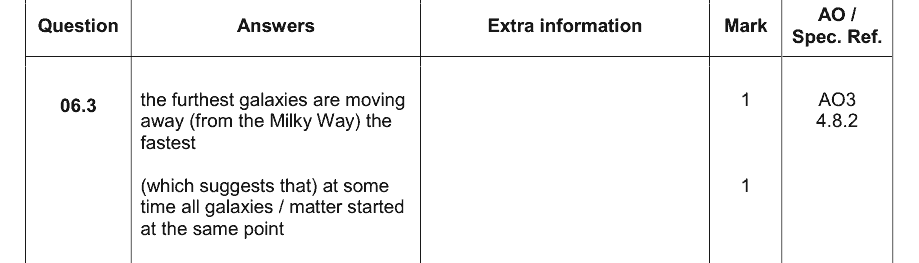 Question Answers Extra information Mark AO /
Spec. Ref.
06.3 the furthest galaxies are moving 1 AO3
away (from the Milky Way) the 4.8.2
fastest
(which suggests that) at some 1
time all galaxies / matter started
at the same point